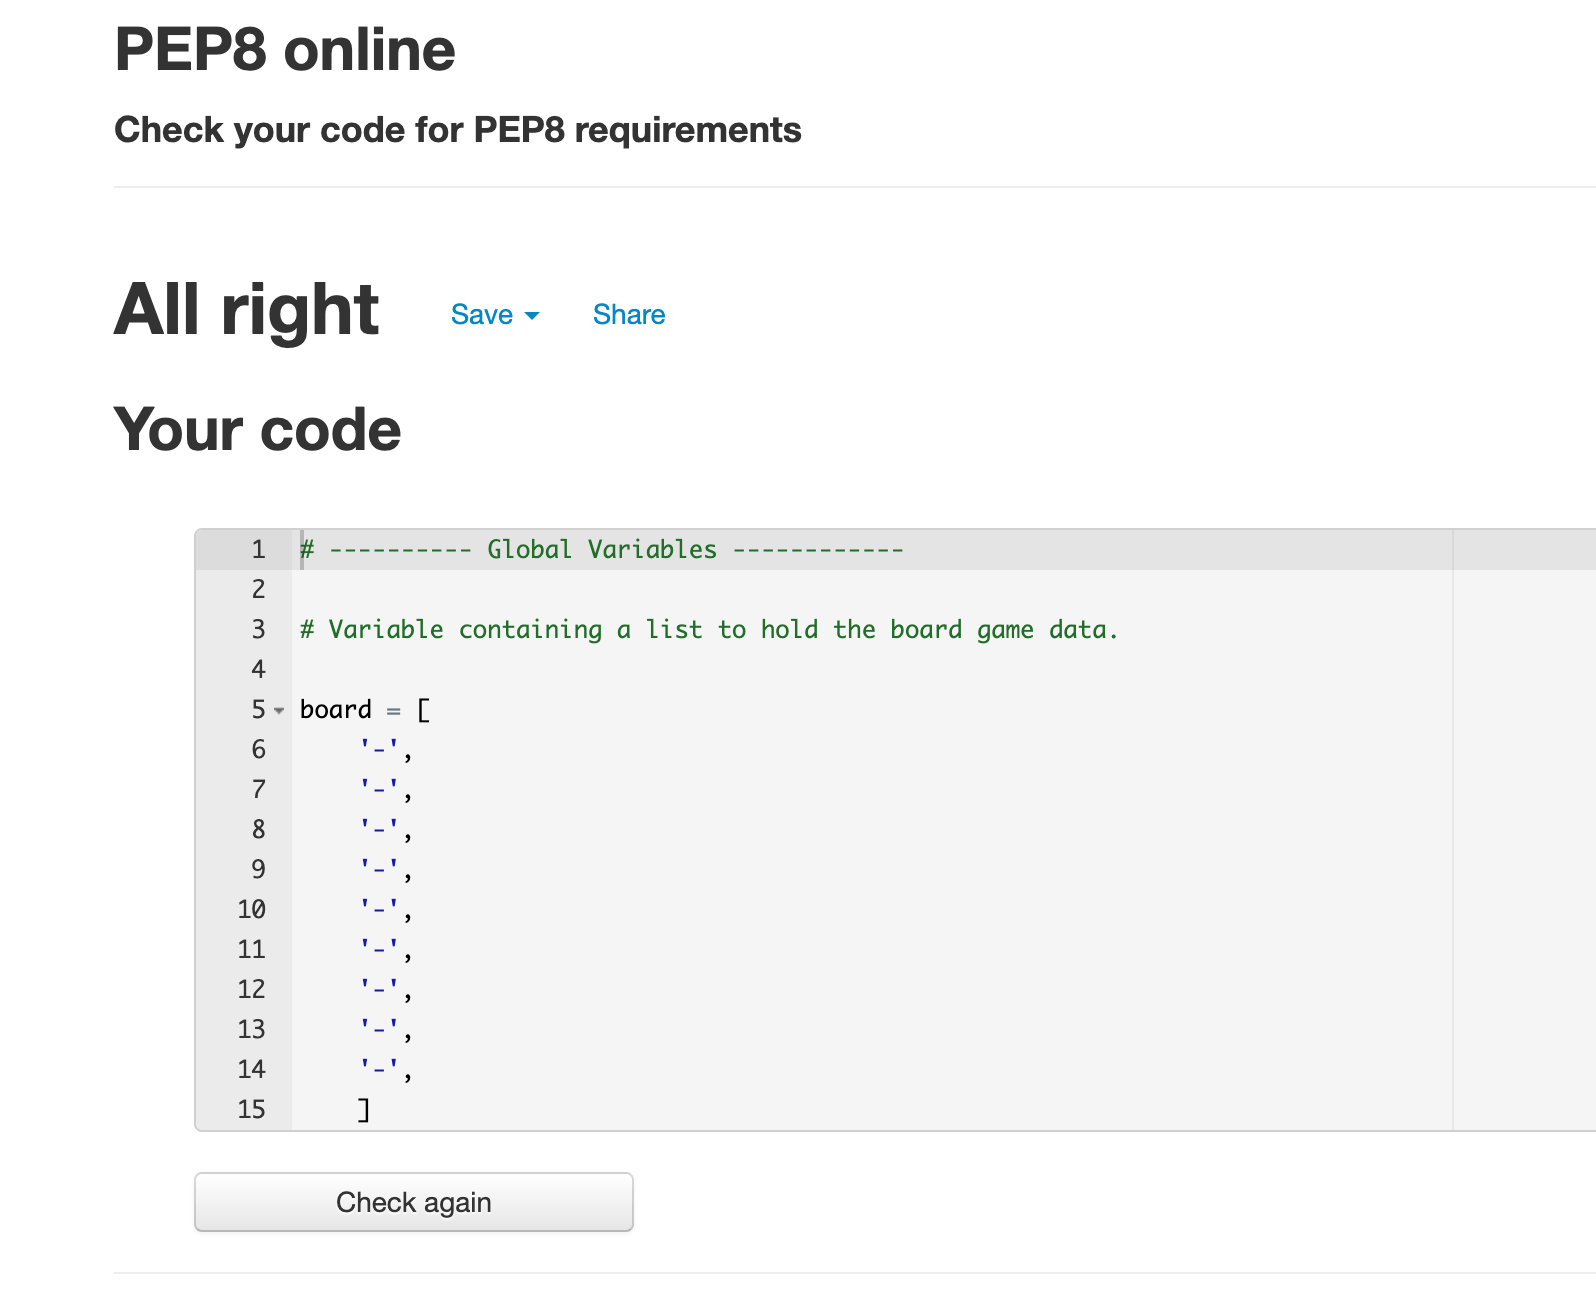 PEP8 online
Check your code for PEP8 requirements
All right Save Share
Your code
1 # ---------- Global Variables ------------
2
3 # Variable containing a list to hold the board game data.
4
5 board = [
6     '-',
7     '-',
8     '-',
9     '-',
10     '-',
11     '-',
12     '-',
13     '-',
14     '-',
15     ]
Check again